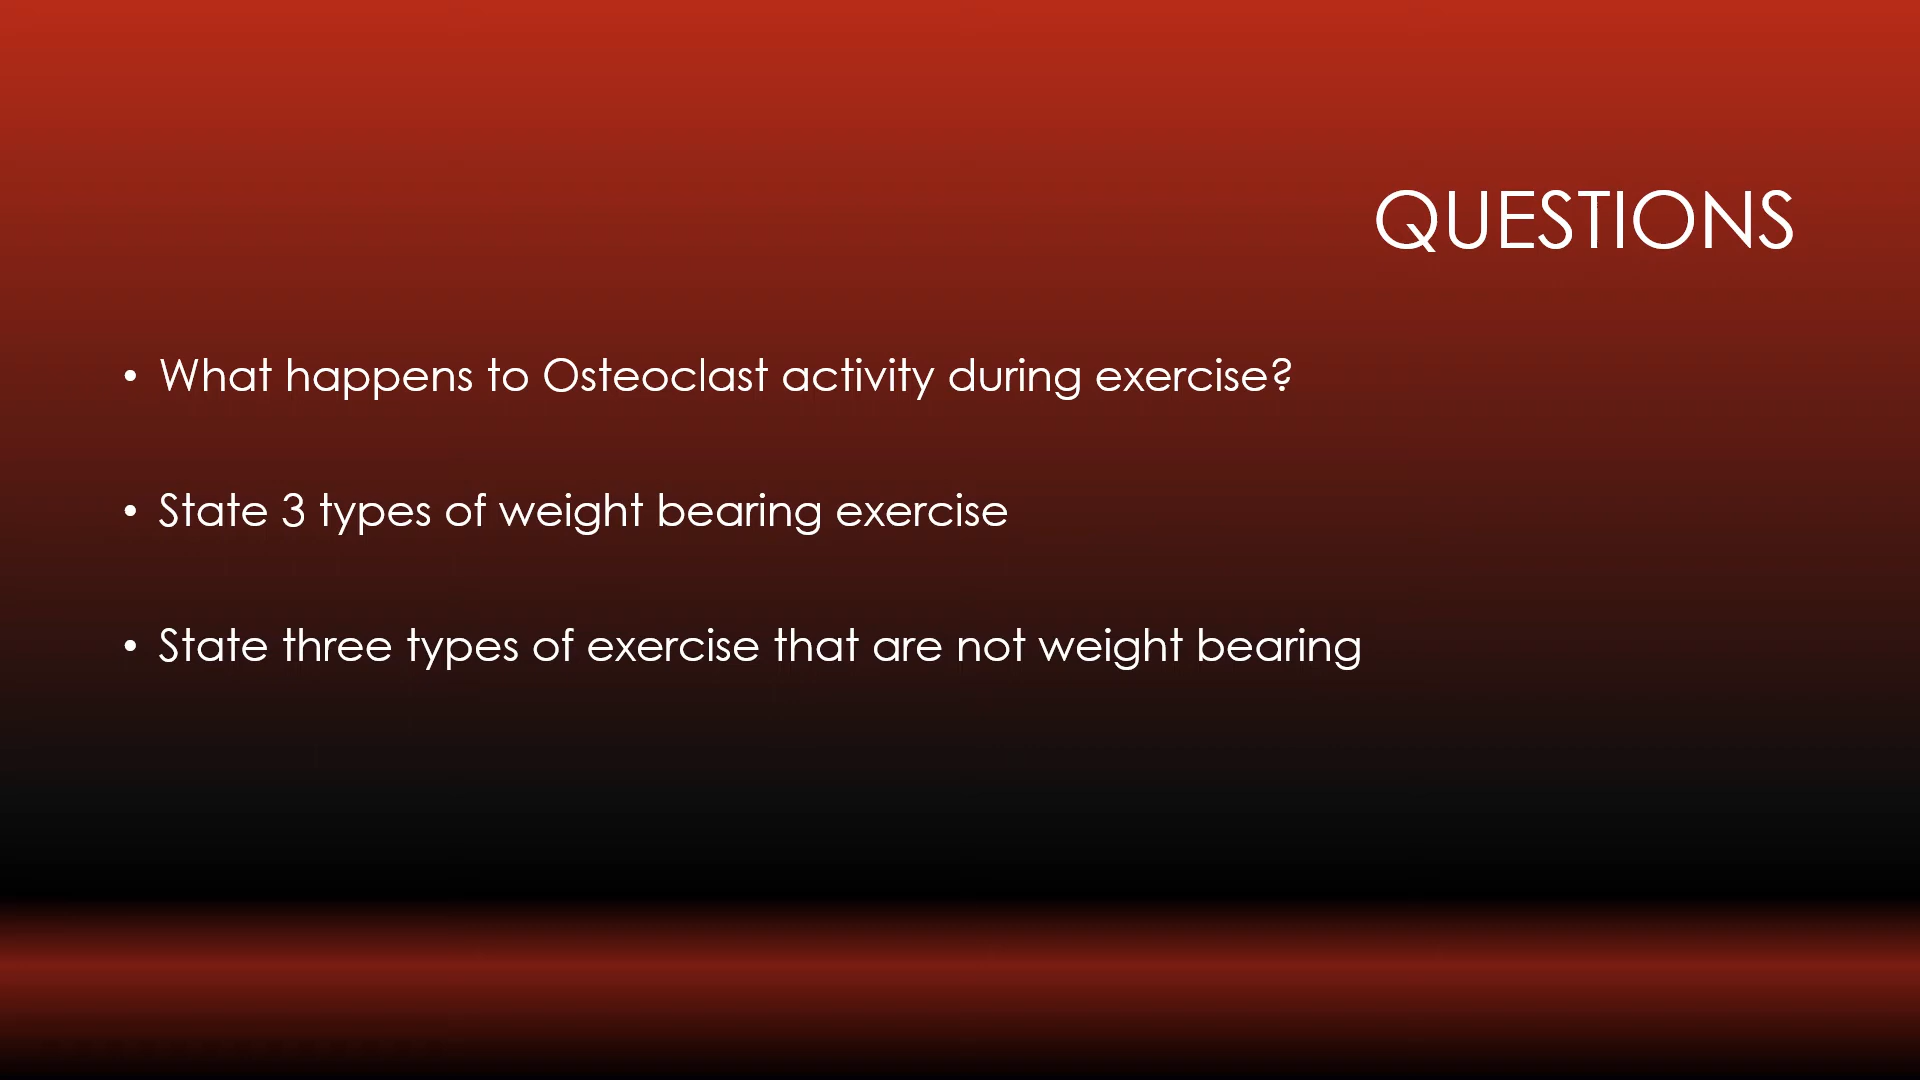 QUESTIONS
• What happens to Osteoclast activity during exercise?
• State 3 types of weight bearing exercise
• State three types of exercise that are not weight bearing